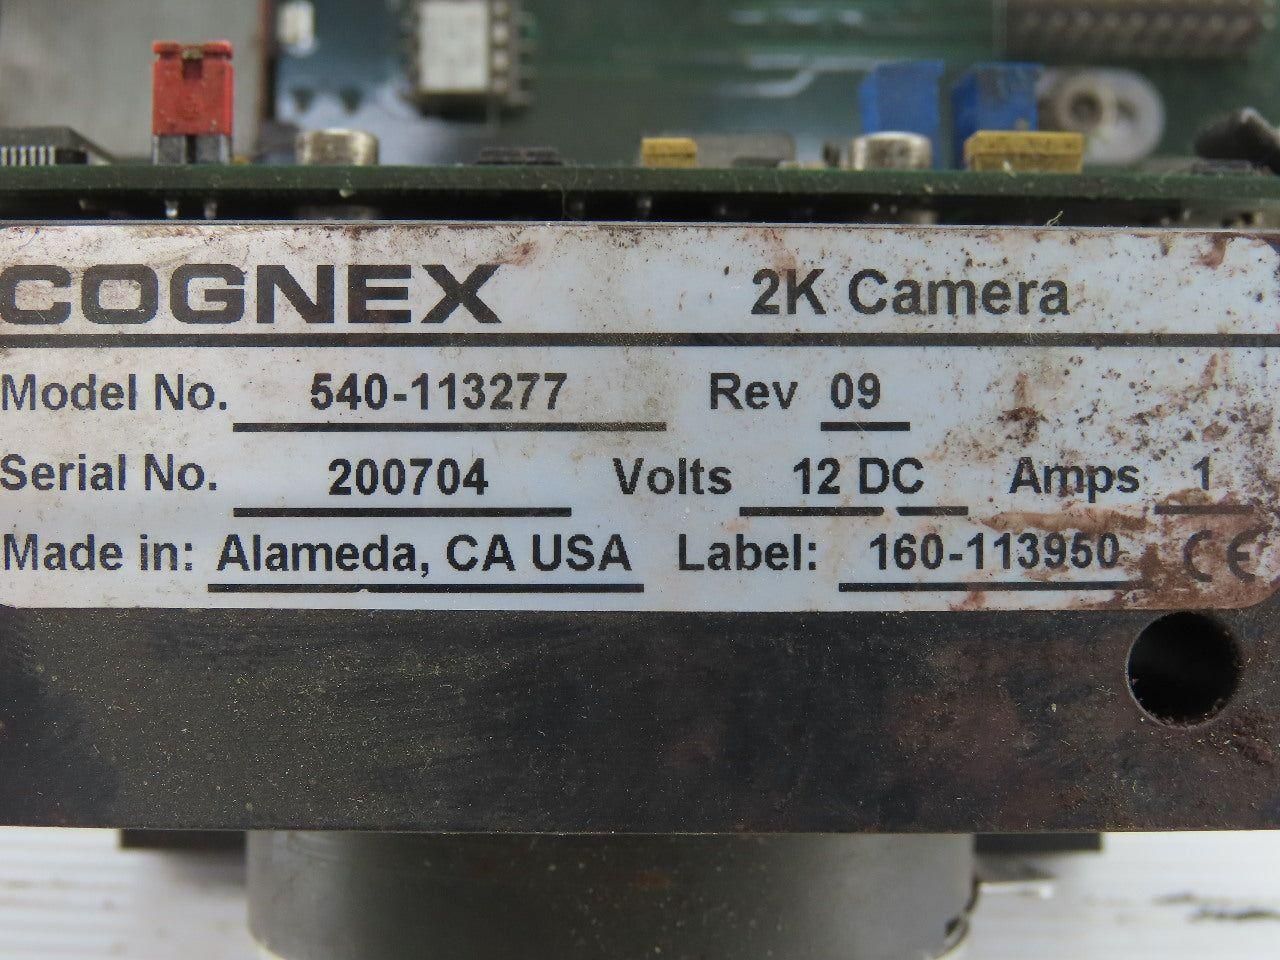 COGNEX 2K Camera
Model No. 540-113277 Rev 09
Serial No. 200704 Volts 12 DC Amps 1
Made in: Alameda, CA USA Label: 160-113950 CE